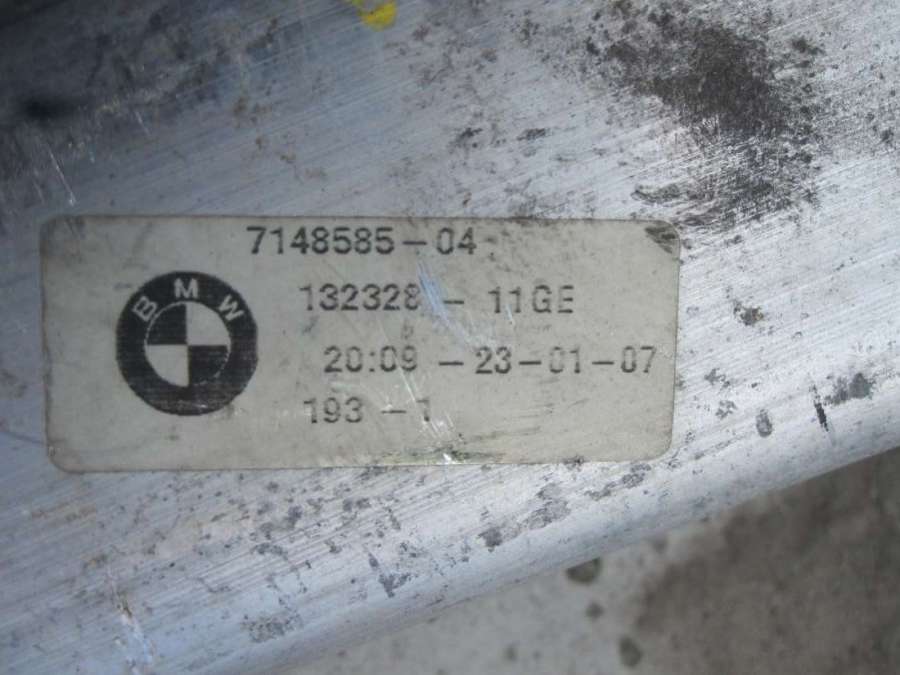 7148585-04
BMW
132328 - 11GE
20:09 - 23-01-07
193 - 1